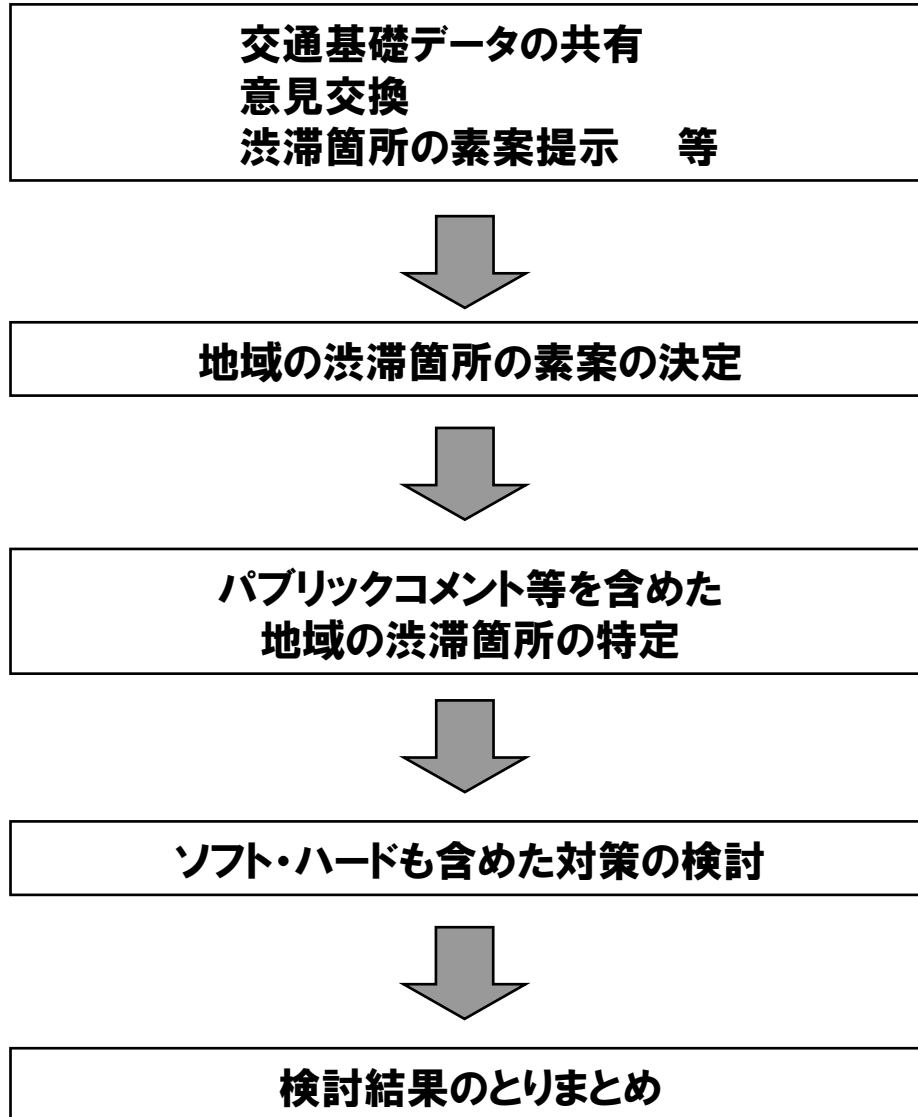 交通基礎データの共有
意見交換
渋滞箇所の素案提示　等
地域の渋滞箇所の素案の決定
パブリックコメント等を含めた
地域の渋滞箇所の特定
ソフト・ハードも含めた対策の検討
検討結果のとりまとめ